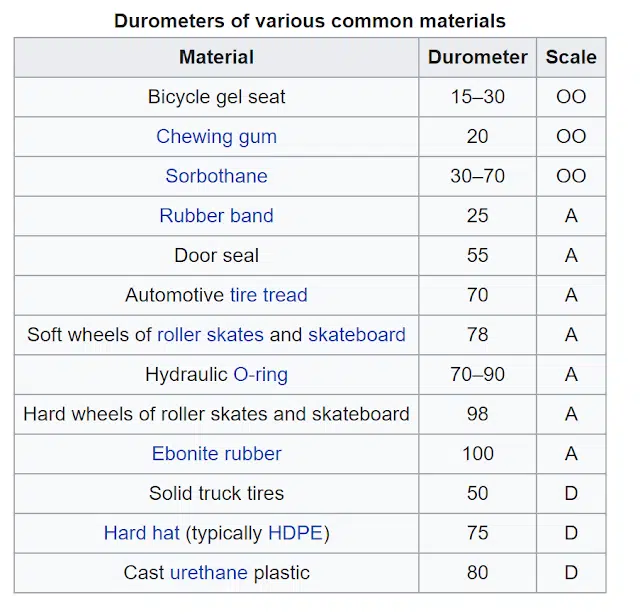 Durometers of various common materials
Material Durometer Scale
Bicycle gel seat 15–30 OO
Chewing gum 20 OO
Sorbothane 30–70 OO
Rubber band 25 A
Door seal 55 A
Automotive tire tread 70 A
Soft wheels of roller skates and skateboard 78 A
Hydraulic O-ring 70–90 A
Hard wheels of roller skates and skateboard 98 A
Ebonite rubber 100 A
Solid truck tires 50 D
Hard hat (typically HDPE) 75 D
Cast urethane plastic 80 D